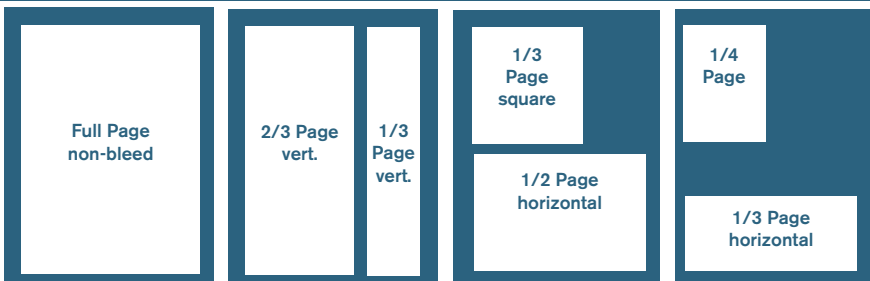 Full Page
non-bleed
2/3 Page
vert.
1/3
Page
vert.
1/3
Page
square
1/2 Page
horizontal
1/4
Page
1/3 Page
horizontal